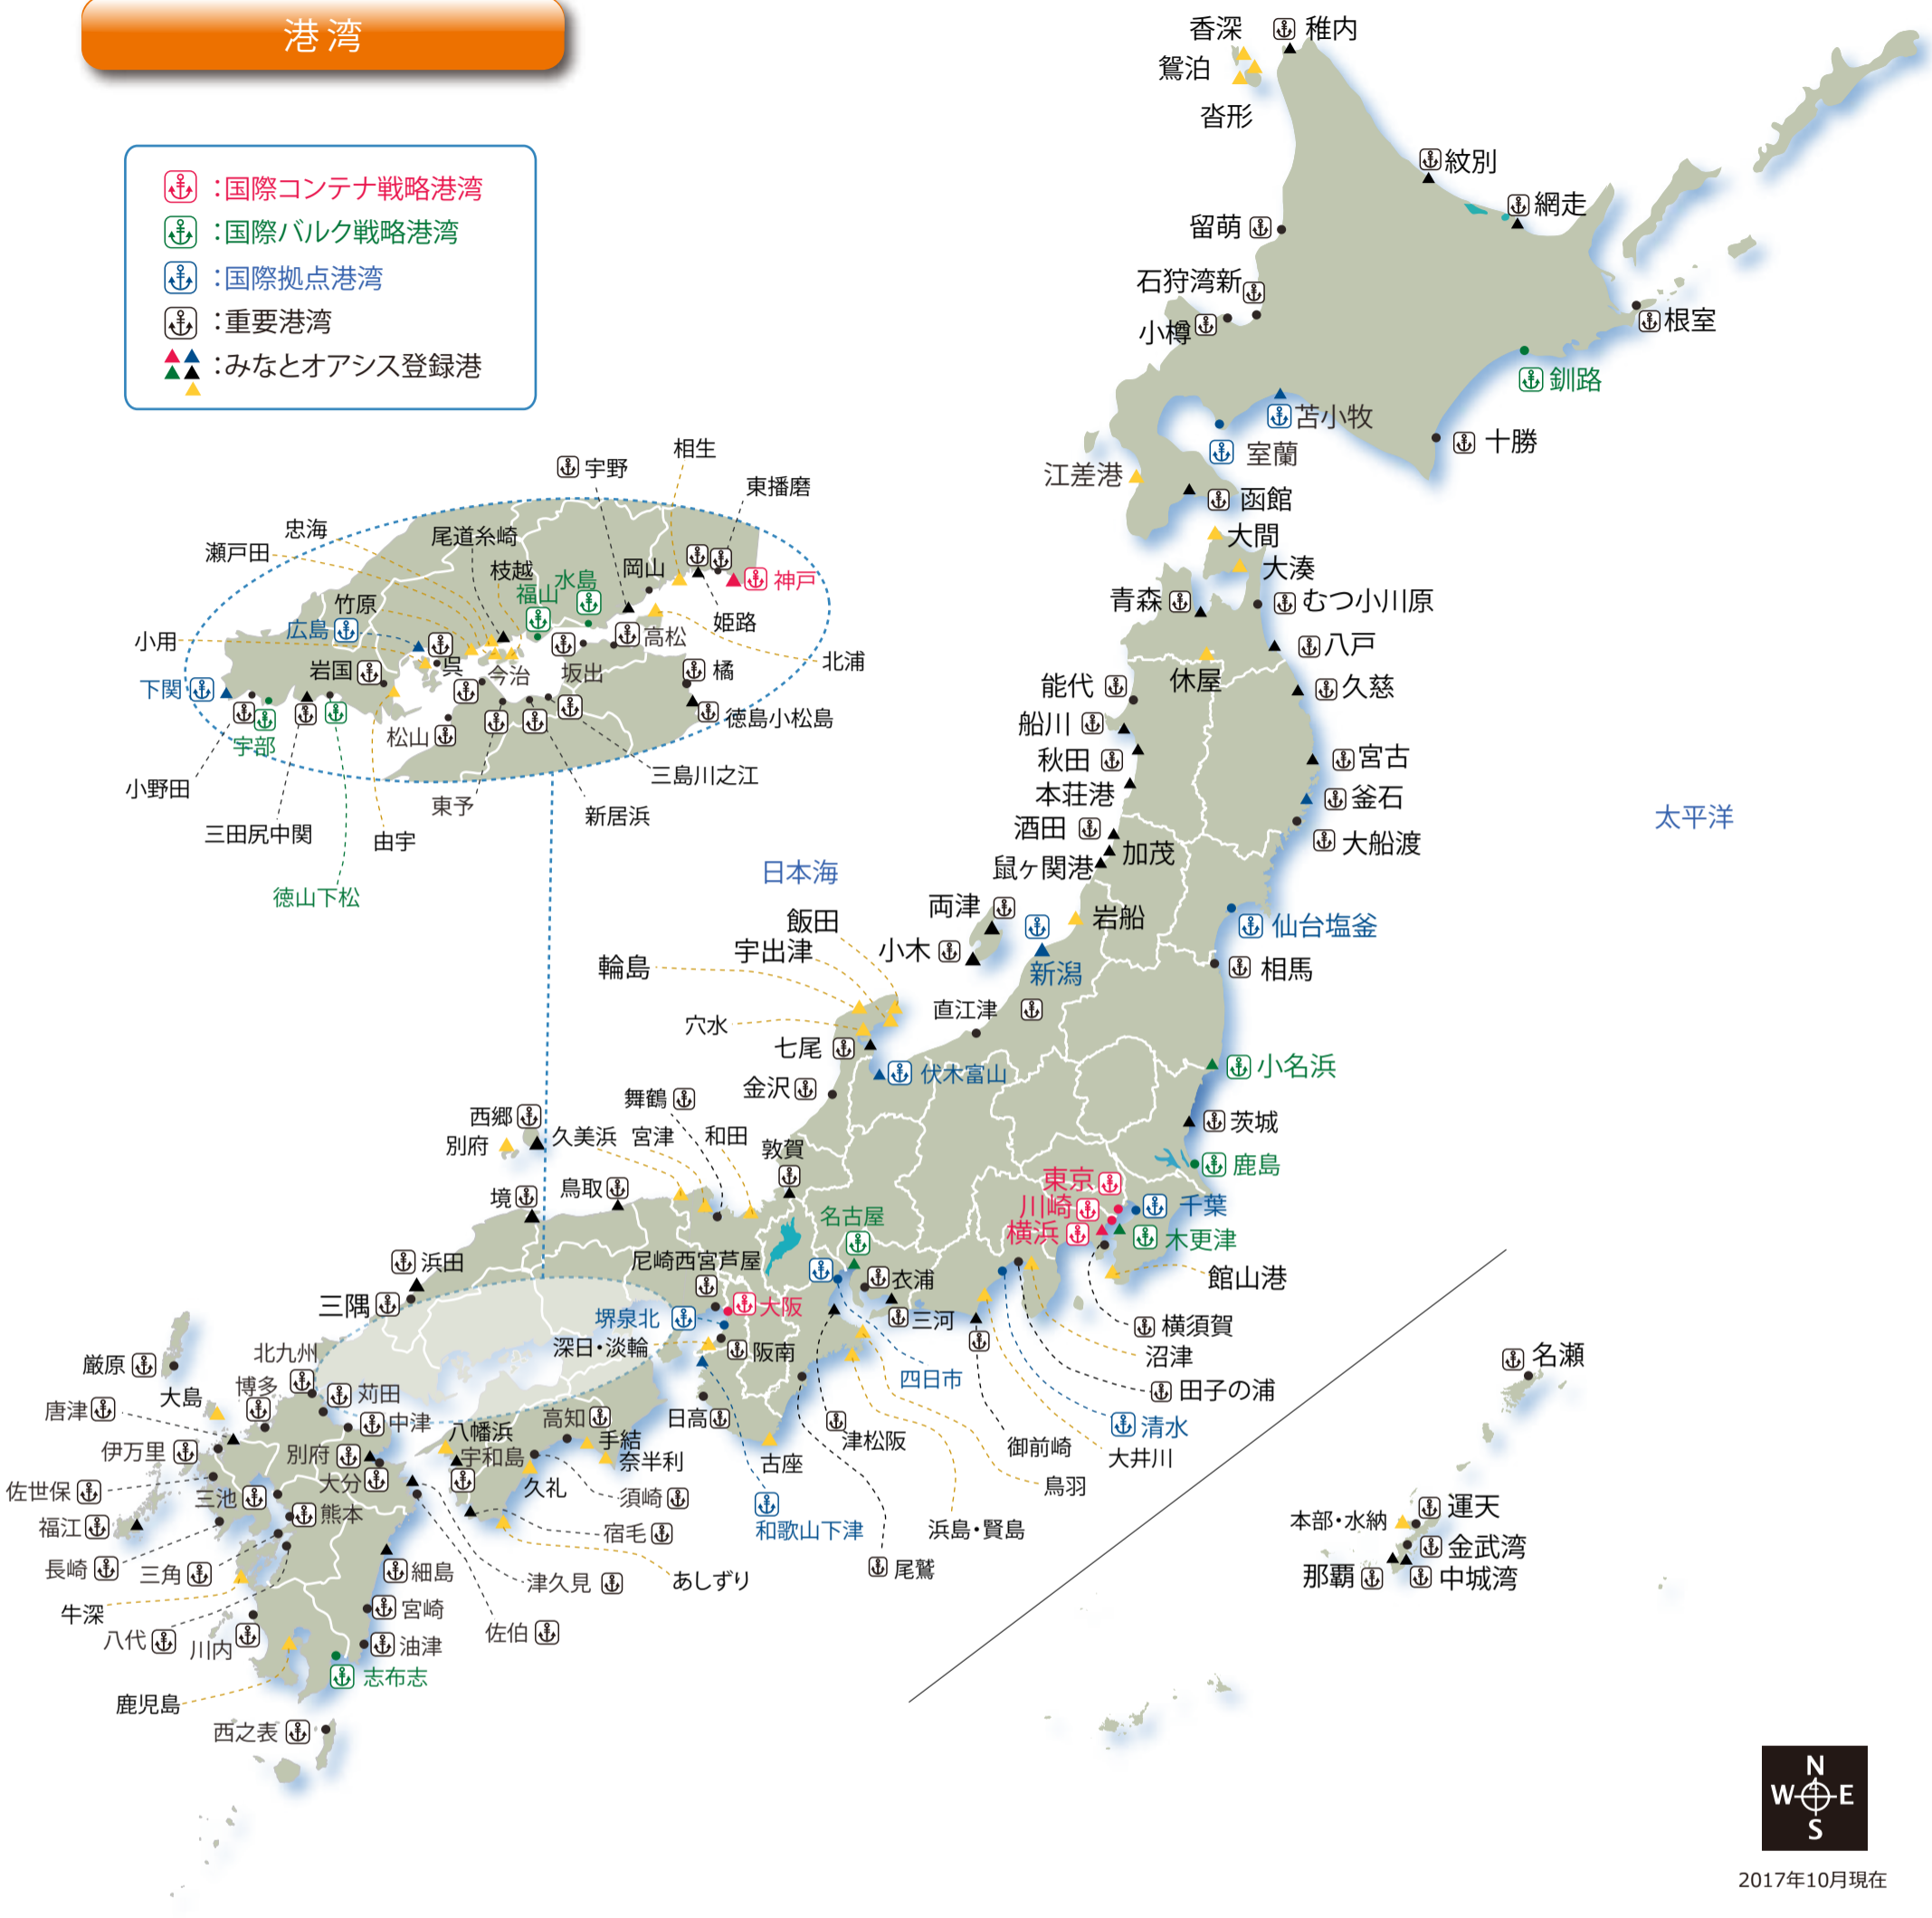 港湾
：国際コンテナ戦略港湾
：国際バルク戦略港湾
：国際拠点港湾
：重要港湾
：みなとオアシス登録港
香深
稚内
鴛泊
沓形
紋別
網走
留萌
石狩湾新
小樽
根室
釧路
苫小牧
室蘭
十勝
江差港
函館
大間
大湊
青森
むつ小川原
八戸
休屋
久慈
能代
船川
秋田
宮古
本荘港
釜石
酒田
大船渡
加茂
鼠ヶ関港
太平洋
日本海
両津
岩船
仙台塩釜
小木
新潟
相馬
飯田
宇出津
輪島
直江津
穴水
七尾
伏木富山
小名浜
金沢
茨城
鹿島
相生
宇野
東播磨
忠海
尾道糸崎
瀬戸田
枝越
岡山
水島
福山
神戸
竹原
姫路
広島
高松
小用
呉
北浦
岩国
今治
坂出
橘
下関
徳島小松島
松山
宇部
三島川之江
小野田
東予
新居浜
三田尻中関
由宇
徳山下松
舞鶴
西郷
久美浜
宮津
和田
別府
敦賀
境
鳥取
東京
川崎
千葉
横浜
木更津
名古屋
館山港
浜田
尼崎西宮芦屋
衣浦
三隅
大阪
三河
横須賀
堺泉北
深日・淡輪
阪南
沼津
四日市
田子の浦
厳原
北九州
博多
苅田
大島
唐津
中津
日高
清水
高知
手結
八幡浜
津松阪
御前崎
大井川
伊万里
別府
宇和島
奈半利
古座
大分
久礼
鳥羽
佐世保
三池
須崎
熊本
福江
宿毛
和歌山下津
浜島・賢島
長崎
三角
細島
津久見
あしずり
尾鷲
牛深
宮崎
八代
川内
佐伯
油津
志布志
鹿児島
西之表
名瀬
運天
本部・水納
金武湾
那覇
中城湾
N
W
E
S
2017年10月現在